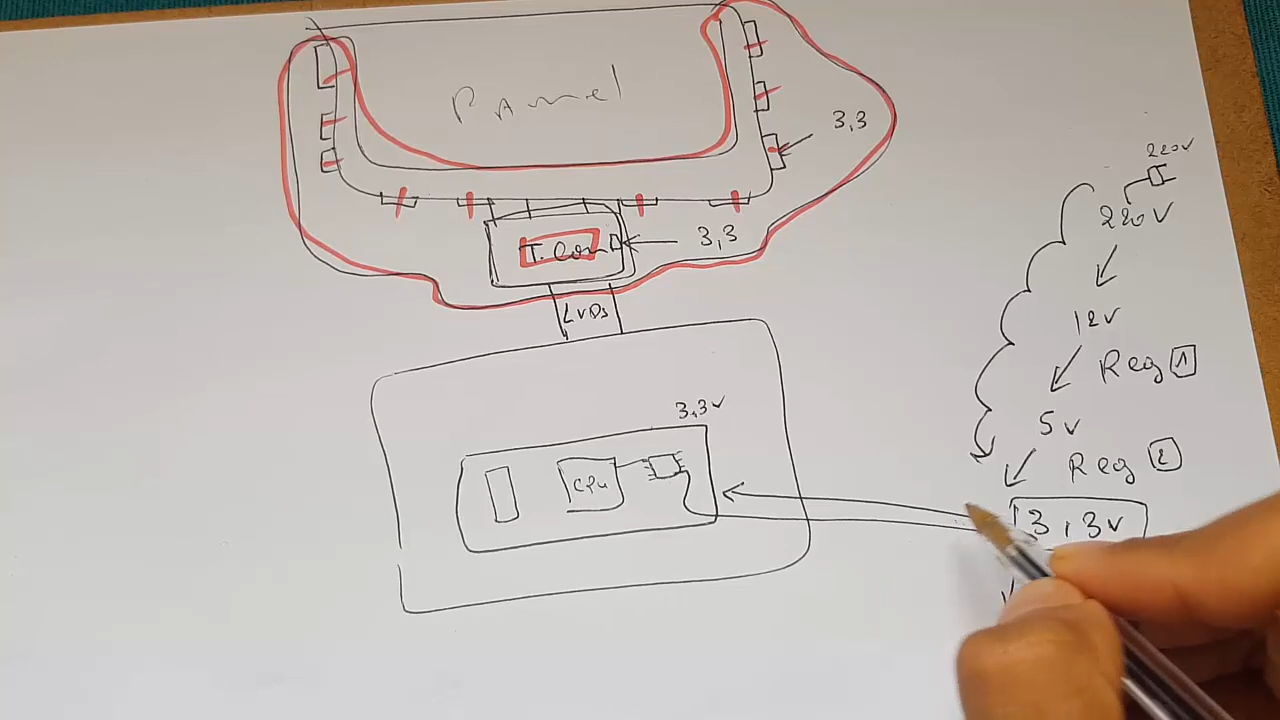 Pannel
3,3
220V
220V
T.Con
3,3
LVDs
12V
Reg 1
3,3V
5V
Reg 2
CPU
3,3V